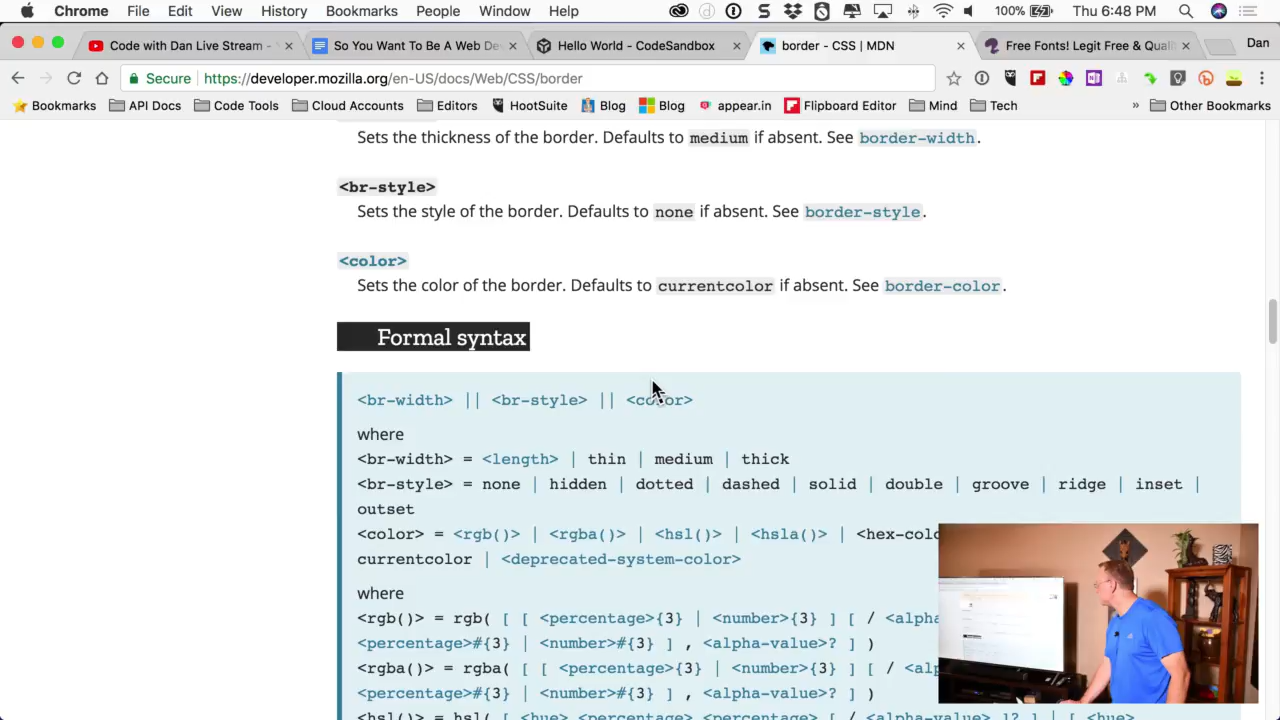 Chrome File Edit View History Bookmarks People Window Help 100% Thu 6:48 PM
Code with Dan Live Stream - So You Want To Be A Web De Hello World - CodeSandbox border - CSS | MDN Free Fonts! Legit Free & Quali Dan
Secure https://developer.mozilla.org/en-US/docs/Web/CSS/border
Bookmarks API Docs Code Tools Cloud Accounts Editors HootSuite Blog Blog appear.in Flipboard Editor Mind Tech » Other Bookmarks
Sets the thickness of the border. Defaults to medium if absent. See border-width.
<br-style>
Sets the style of the border. Defaults to none if absent. See border-style.
<color>
Sets the color of the border. Defaults to currentcolor if absent. See border-color.
Formal syntax
<br-width> || <br-style> || <color>
where
<br-width> = <length> | thin | medium | thick
<br-style> = none | hidden | dotted | dashed | solid | double | groove | ridge | inset |
outset
<color> = <rgb()> | <rgba()> | <hsl()> | <hsla()> | <hex-colo
currentcolor | <deprecated-system-color>
where
<rgb()> = rgb( [ [ <percentage>{3} | <number>{3} ] [ / <alpha
<percentage>#{3} | <number>#{3} ] , <alpha-value>? ] )
<rgba()> = rgba( [ [ <percentage>{3} | <number>{3} ] [ / <a
<percentage>#{3} | <number>#{3} ] , <alpha-value>? ] )
<hsl()> = hsl( [ <hue> <percentage> <percentage> [ / <alpha-value> ]? ] | [ <hue>